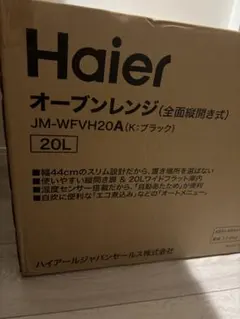 Haier
オーブンレンジ(全面縦開き式)
JM-WFVH20A(K:ブラック)
20L
■幅44cmのスリム設計だから、置き場所を選ばない
■使いやすい縦開き扉 & 20Lワイドフラット庫内
■湿度センサー搭載だから、「自動あたため」が便利
■自炊に便利な「エコ煮込み」などの「オートメニュー」
ハイアールジャパンセールス株式会社